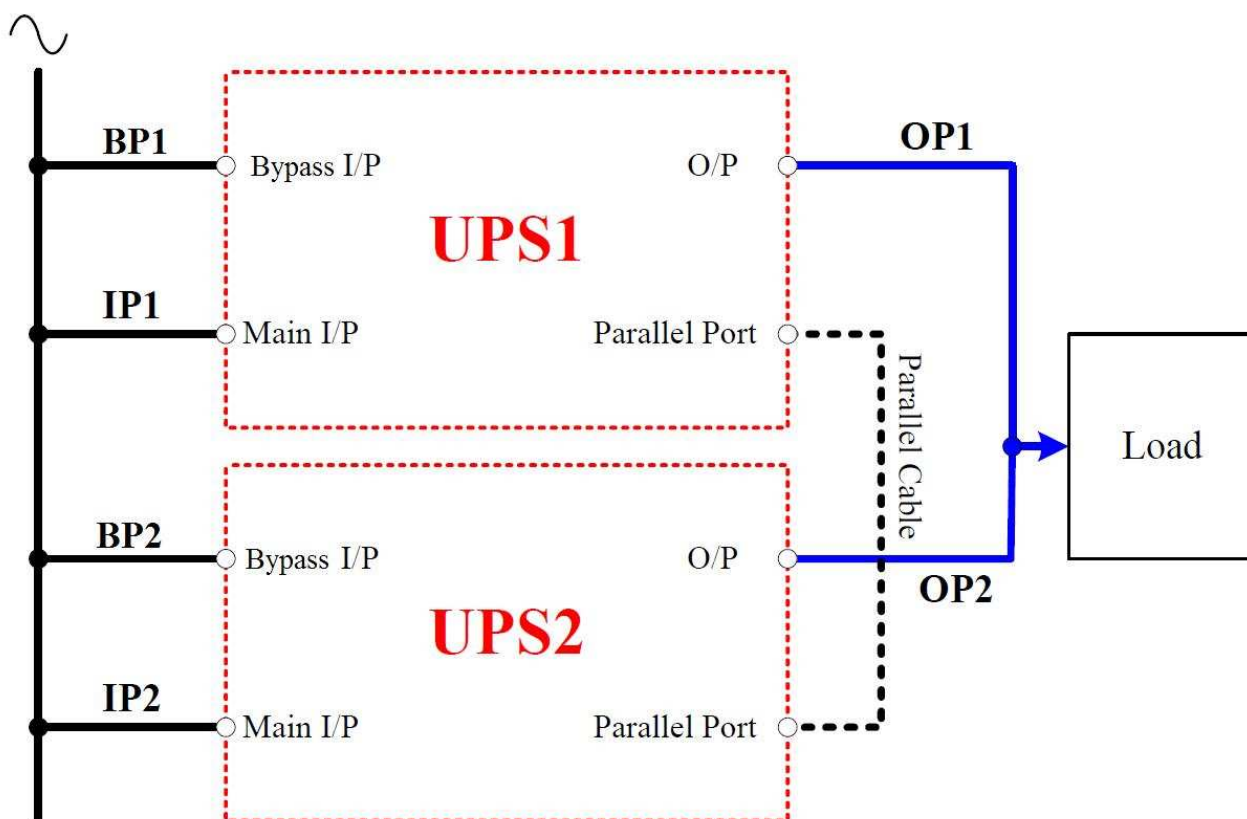 BP1
OP1
Bypass I/P
O/P
UPS1
IP1
Main I/P
Parallel Port
Parallel Cable
Load
BP2
Bypass I/P
O/P
OP2
UPS2
IP2
Main I/P
Parallel Port